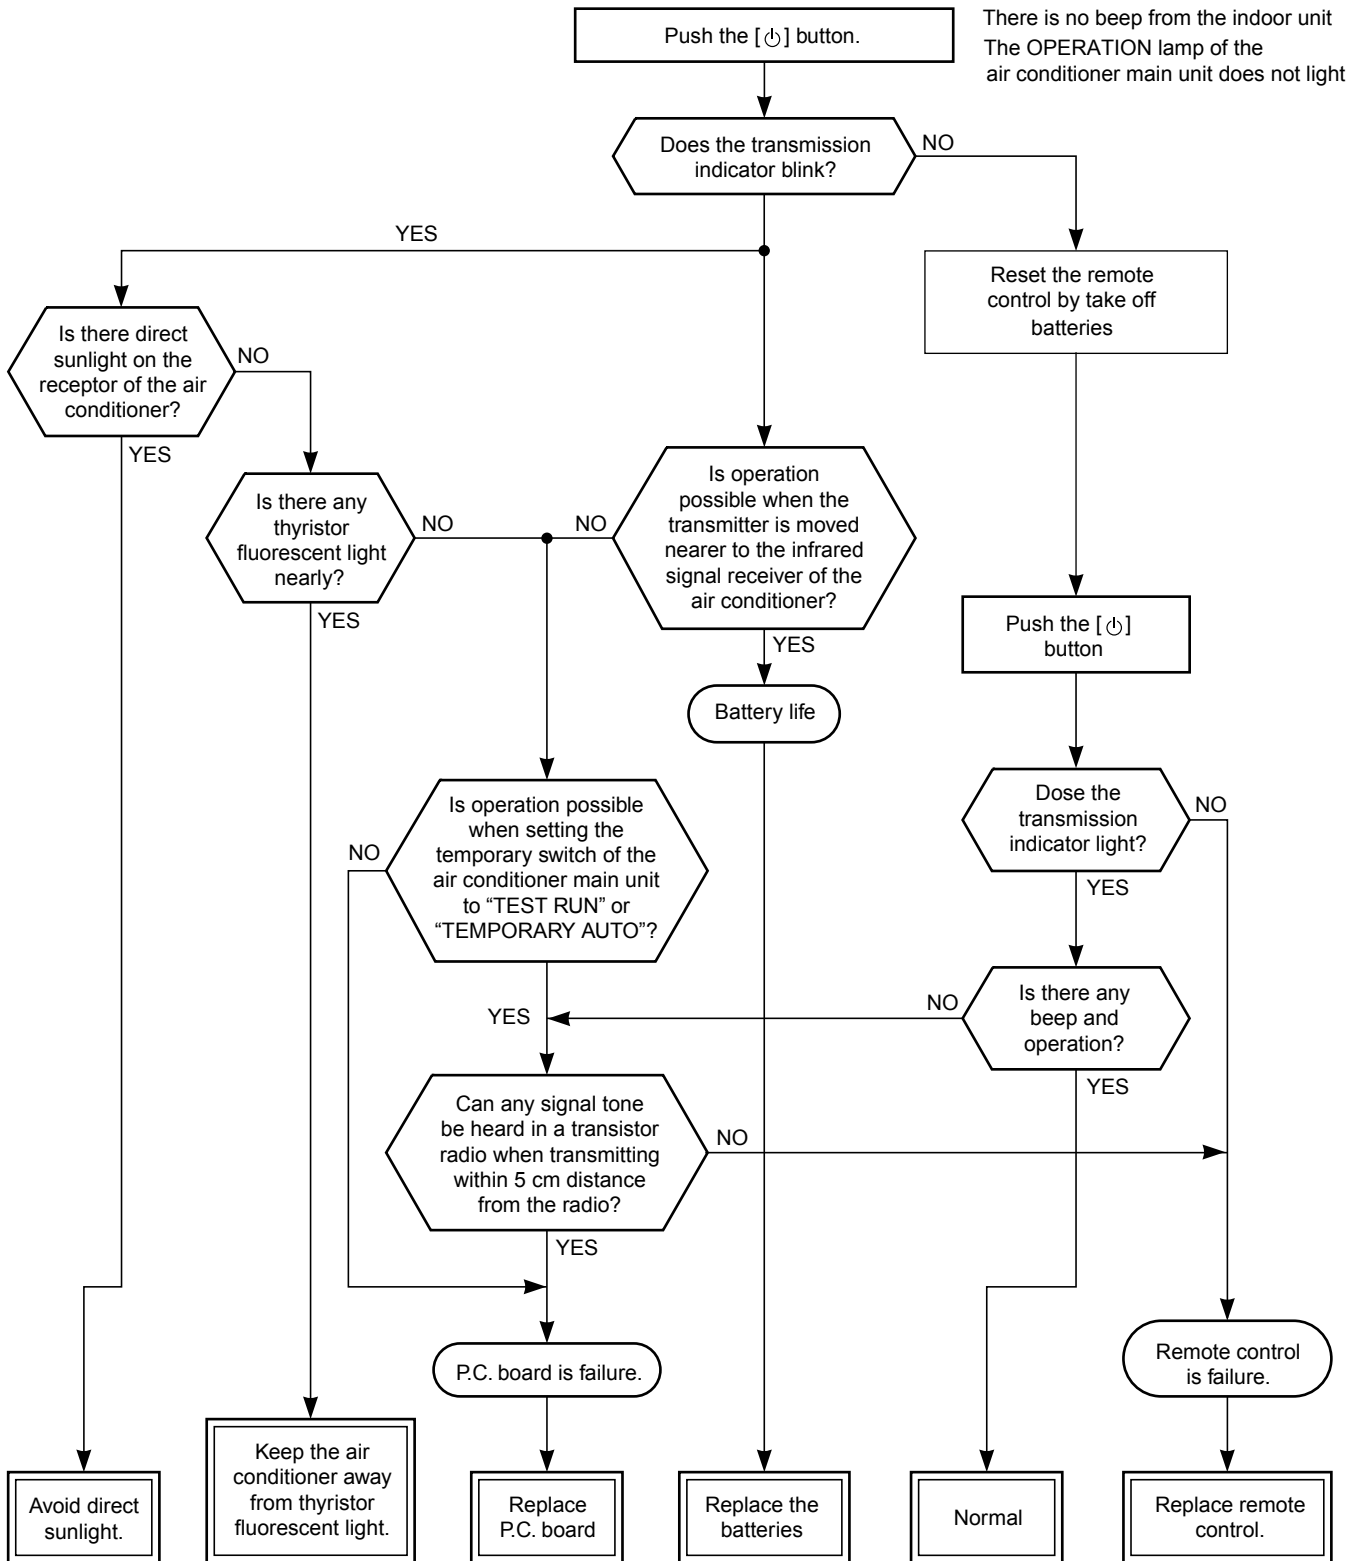 Push the [⏻] button.
There is no beep from the indoor unit
The OPERATION lamp of the
air conditioner main unit does not light
Does the transmission
indicator blink?
NO
YES
Reset the remote
control by take off
batteries
Is there direct
sunlight on the
receptor of the air
conditioner?
NO
YES
Is there any
thyristor
fluorescent light
nearly?
NO
YES
Is operation
possible when the
transmitter is moved
nearer to the infrared
signal receiver of the
air conditioner?
NO
YES
Push the [⏻]
button
Battery life
Is operation possible
when setting the
temporary switch of the
air conditioner main unit
to “TEST RUN” or
“TEMPORARY AUTO”?
NO
YES
Dose the
transmission
indicator light?
NO
YES
Is there any
beep and
operation?
NO
YES
Can any signal tone
be heard in a transistor
radio when transmitting
within 5 cm distance
from the radio?
NO
YES
P.C. board is failure.
Remote control
is failure.
Avoid direct
sunlight.
Keep the air
conditioner away
from thyristor
fluorescent light.
Replace
P.C. board
Replace the
batteries
Normal
Replace remote
control.